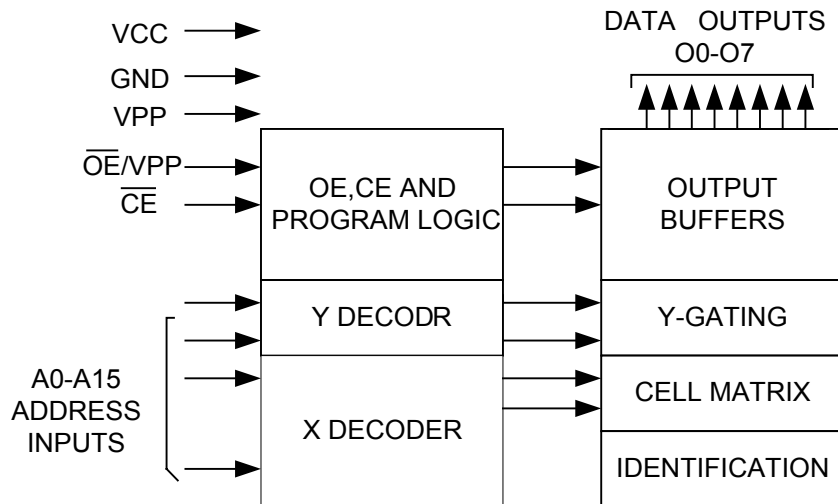 VCC
GND
VPP
OE/VPP
CE
A0-A15
ADDRESS
INPUTS
OE,CE AND
PROGRAM LOGIC
Y DECODR
X DECODER
DATA OUTPUTS
O0-O7
OUTPUT
BUFFERS
Y-GATING
CELL MATRIX
IDENTIFICATION